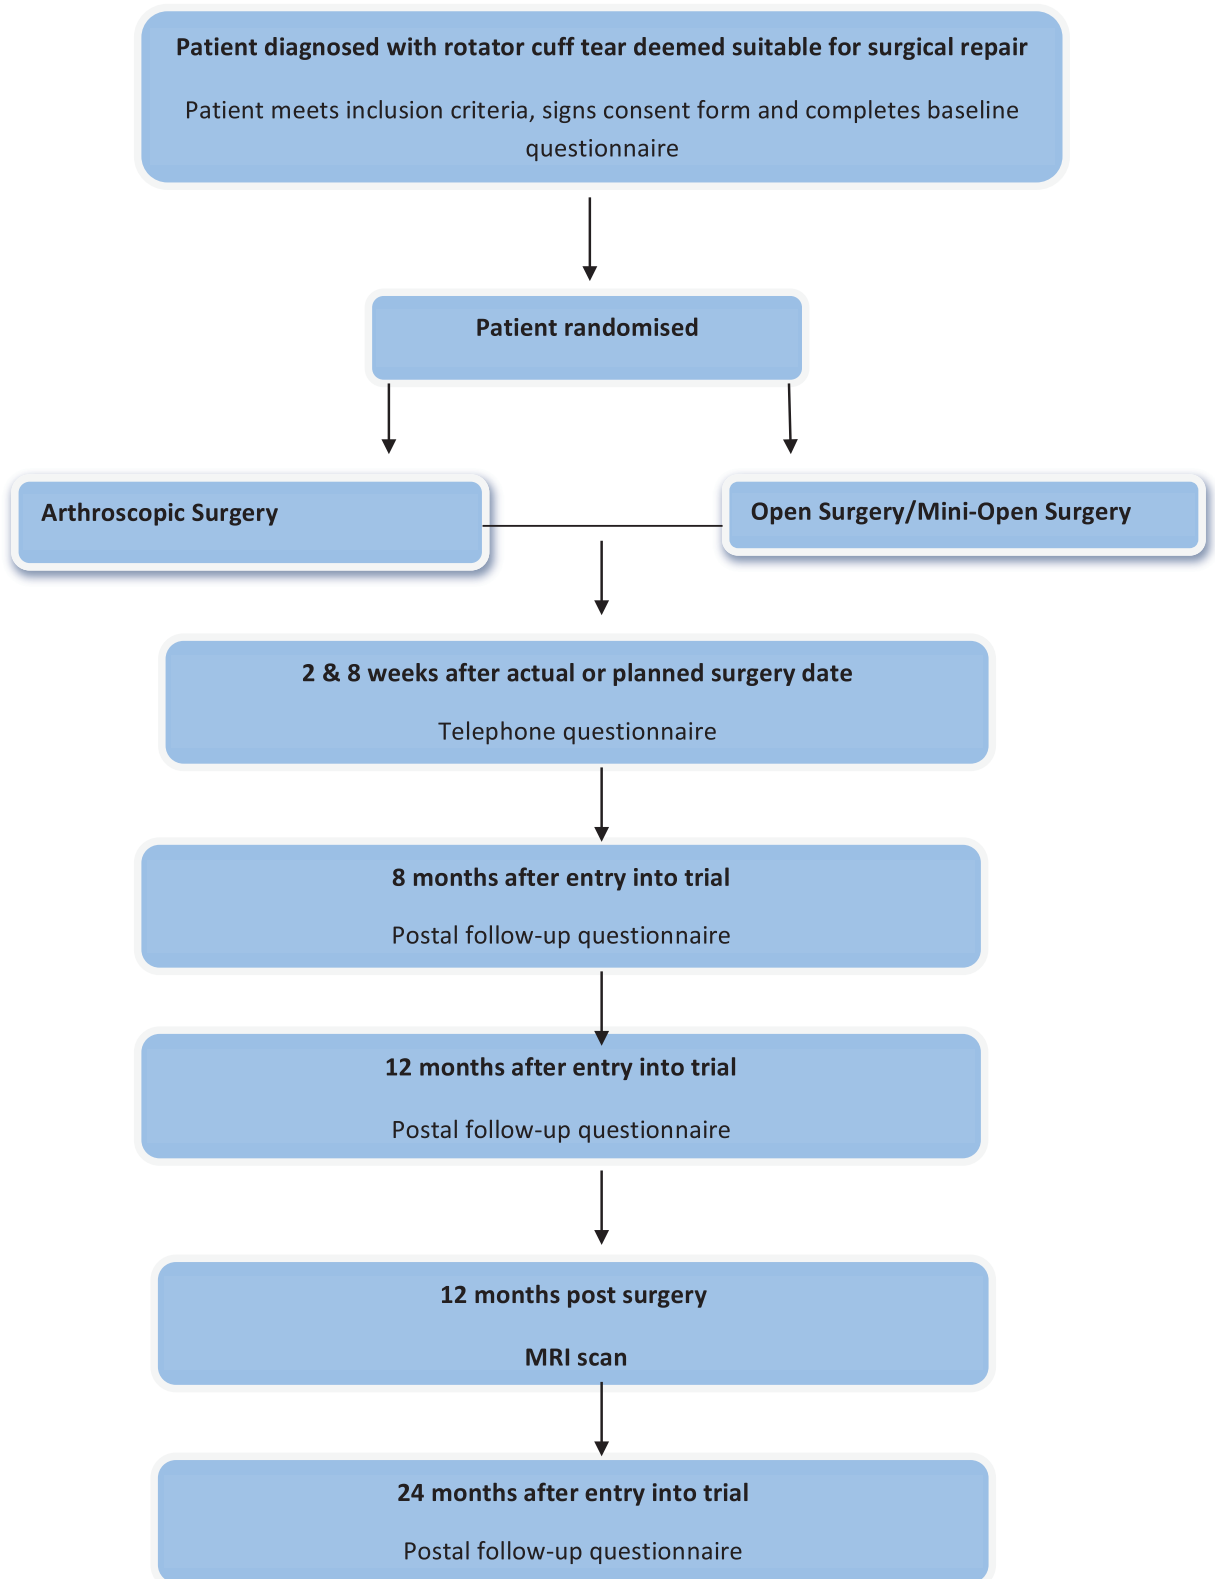 Patient diagnosed with rotator cuff tear deemed suitable for surgical repair
Patient meets inclusion criteria, signs consent form and completes baseline
questionnaire
Patient randomised
Arthroscopic Surgery
Open Surgery/Mini-Open Surgery
2 & 8 weeks after actual or planned surgery date
Telephone questionnaire
8 months after entry into trial
Postal follow-up questionnaire
12 months after entry into trial
Postal follow-up questionnaire
12 months post surgery
MRI scan
24 months after entry into trial
Postal follow-up questionnaire